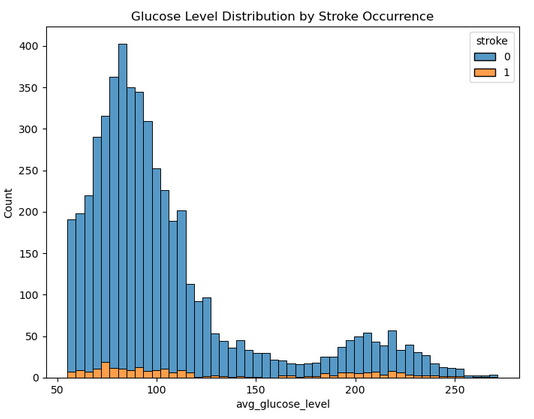 Glucose Level Distribution by Stroke Occurrence
stroke
0
1
400
350
300
250
200
150
100
50
0
Count
50 100 150 200 250
avg_glucose_level